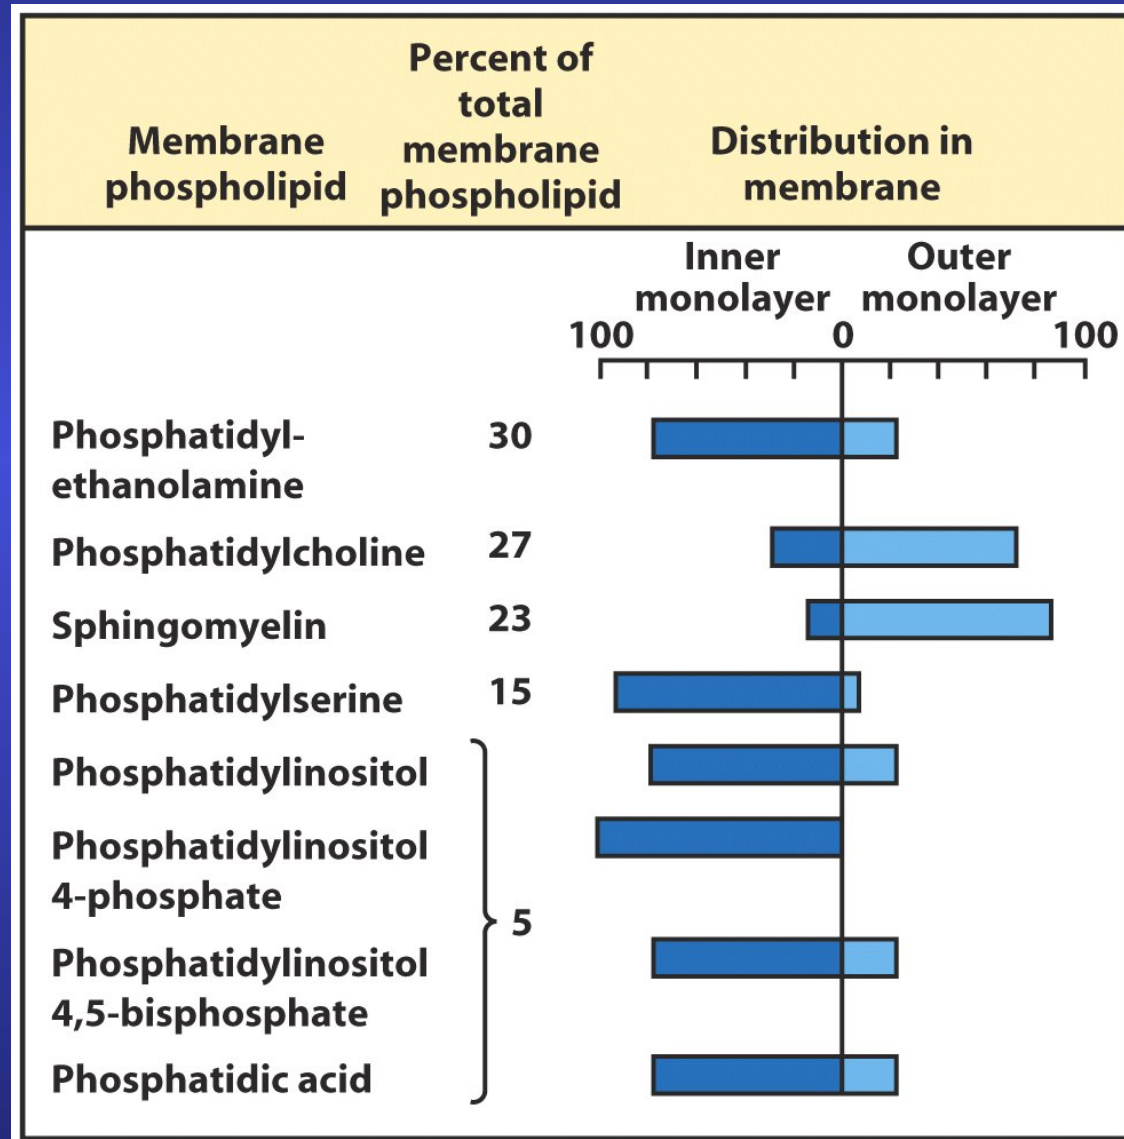 Membrane
phospholipid
Percent of
total
membrane
phospholipid
Distribution in
membrane
Inner
monolayer
Outer
monolayer
100 0 100
Phosphatidyl-
ethanolamine
30
Phosphatidylcholine 27
Sphingomyelin 23
Phosphatidylserine 15
Phosphatidylinositol
Phosphatidylinositol
4-phosphate
5
Phosphatidylinositol
4,5-bisphosphate
Phosphatidic acid